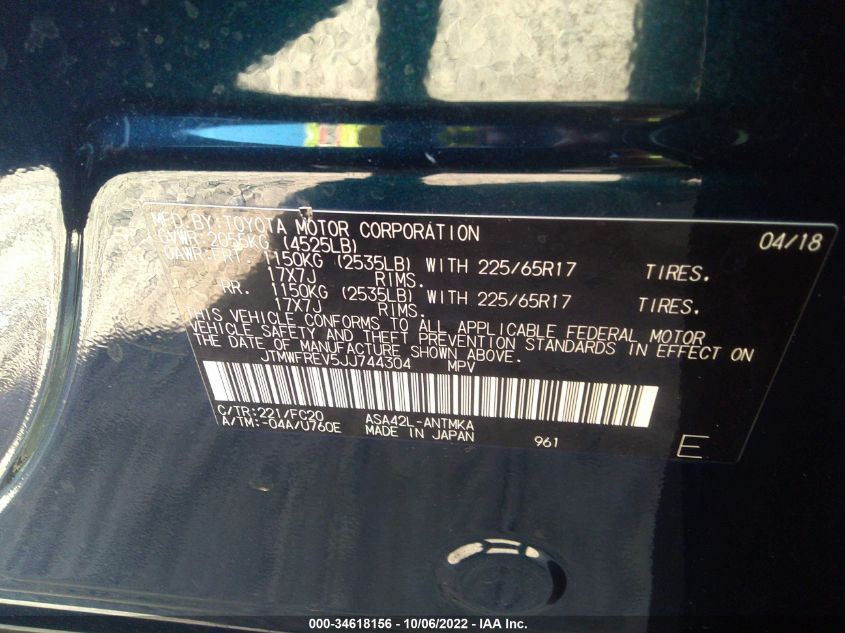 MFD.BY:TOYOTA MOTOR CORPORATION 04/18
GVWR:2055KG (4525LB)
GAWR:FRT. 1150KG (2535LB) WITH 225/65R17 TIRES.
17X7J RIMS.
RR. 1150KG (2535LB) WITH 225/65R17 TIRES.
17X7J RIMS.
THIS VEHICLE CONFORMS TO ALL APPLICABLE FEDERAL MOTOR
VEHICLE SAFETY AND THEFT PREVENTION STANDARDS IN EFFECT ON
THE DATE OF MANUFACTURE SHOWN ABOVE.
JTMWFREV5JJ744304 MPV
C/TR:221/FC20 ASA42L-ANTMKA
A/TM:-04A/U760E MADE IN JAPAN 961 E
000-34618156 - 10/06/2022 - IAA Inc.